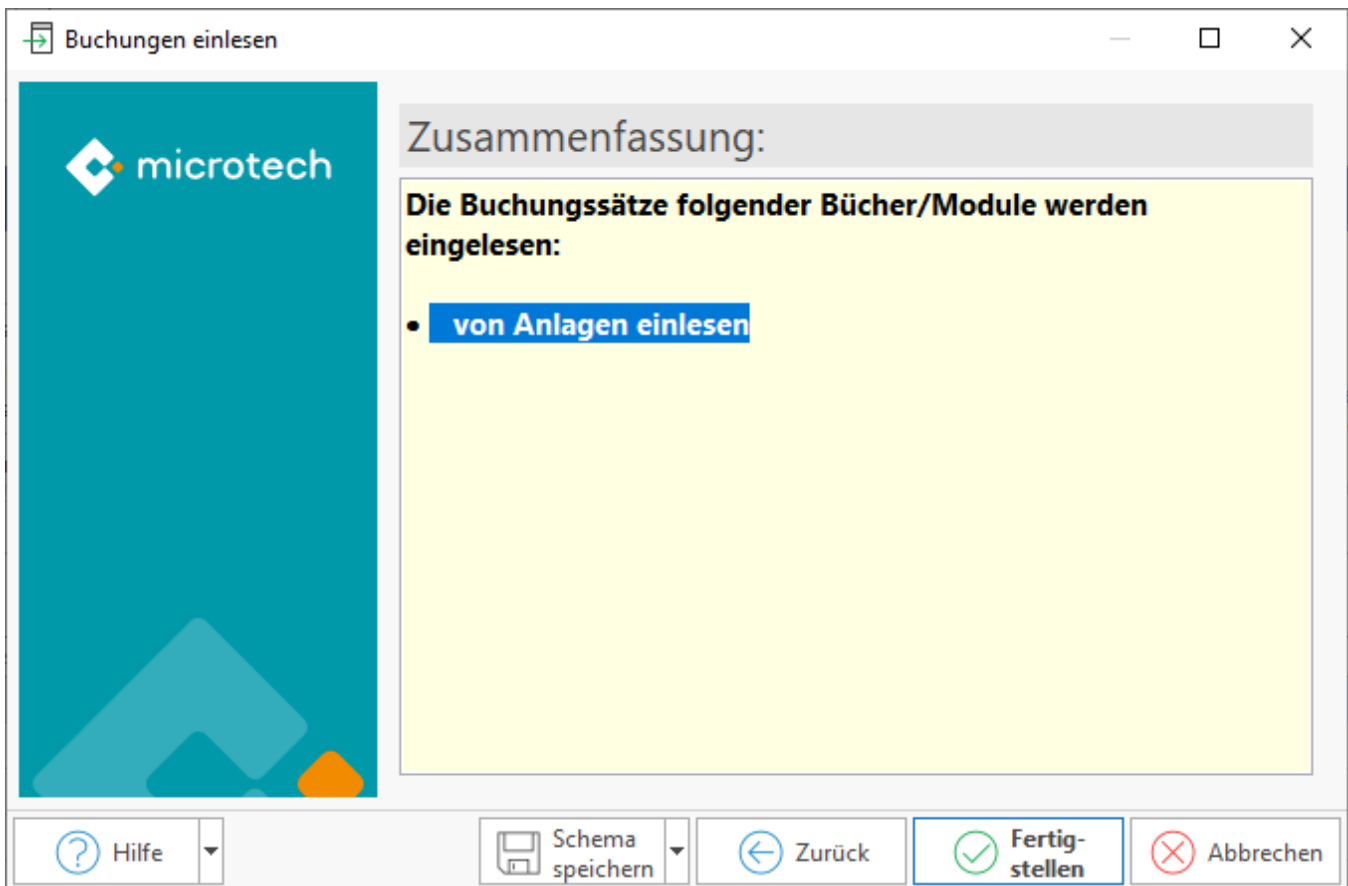 Buchungen einlesen
microtech
Zusammenfassung:
Die Buchungssätze folgender Bücher/Module werden
eingelesen:
• von Anlagen einlesen
Hilfe
Schema
speichern
Zurück
Fertig-
stellen
Abbrechen